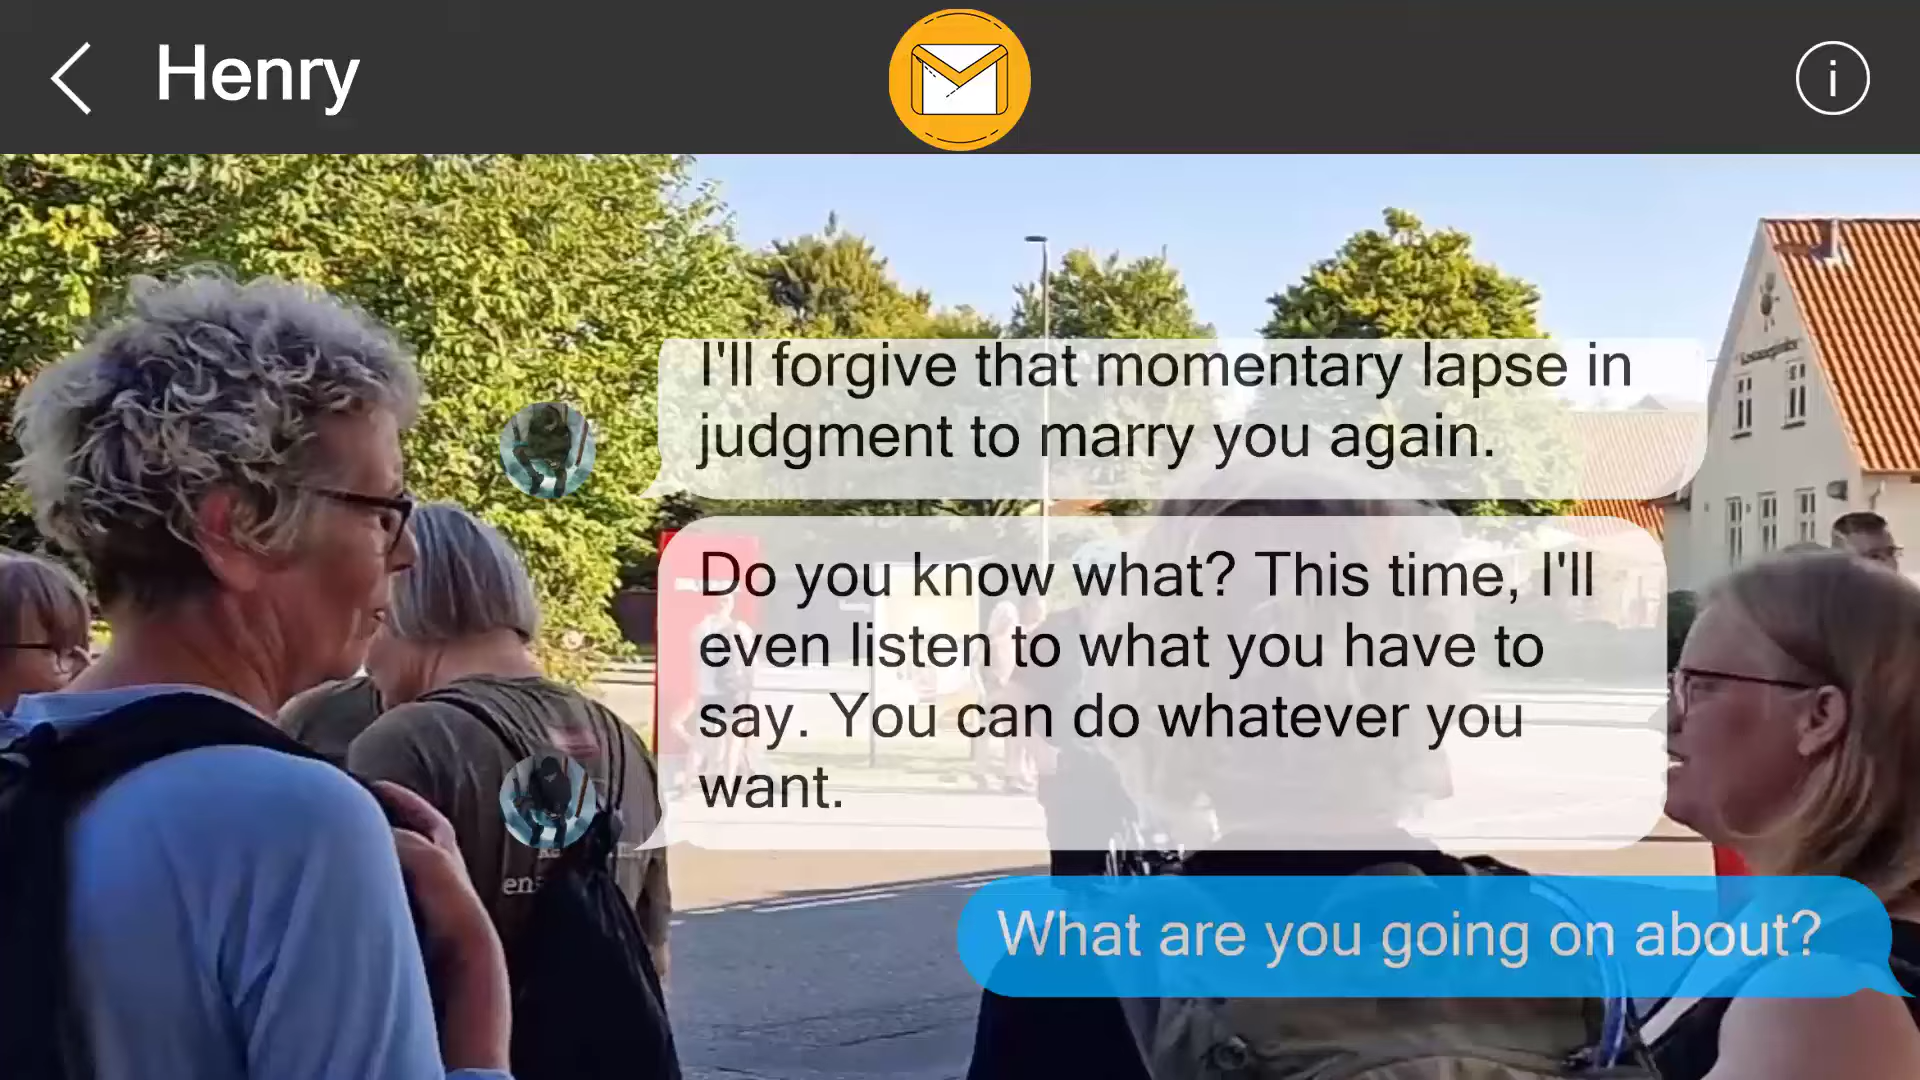 Henry
I'll forgive that momentary lapse in
judgment to marry you again.
Do you know what? This time, I'll
even listen to what you have to
say. You can do whatever you
want.
What are you going on about?